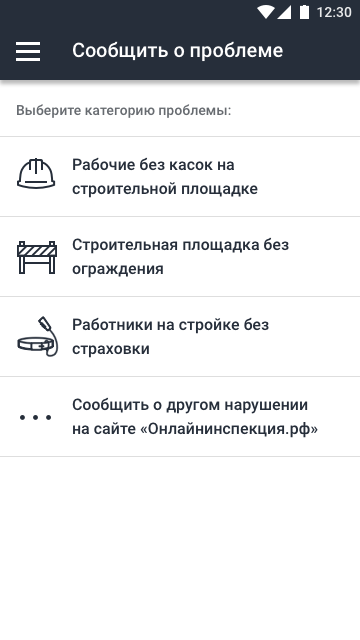 12:30
Сообщить о проблеме
Выберите категорию проблемы:
Рабочие без касок на
строительной площадке
Строительная площадка без
ограждения
Работники на стройке без
страховки
Сообщить о другом нарушении
на сайте «Онлайнинспекция.рф»